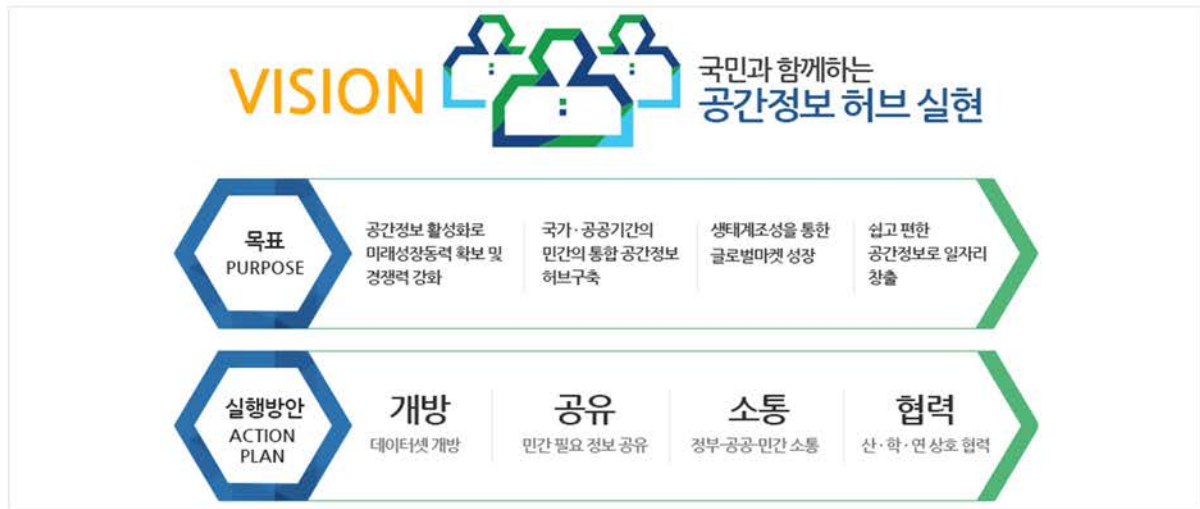 VISION
국민과 함께하는
공간정보 허브 실현
목표
PURPOSE
공간정보 활성화로
미래성장동력 확보 및
경쟁력 강화
국가·공공기간의
민간의 통합 공간정보
허브구축
생태계조성을 통한
글로벌마켓 성장
쉽고 편한
공간정보로 일자리
창출
실행방안
ACTION
PLAN
개방
데이터셋 개방
공유
민간 필요 정보 공유
소통
정부-공공-민간 소통
협력
산·학·연 상호 협력